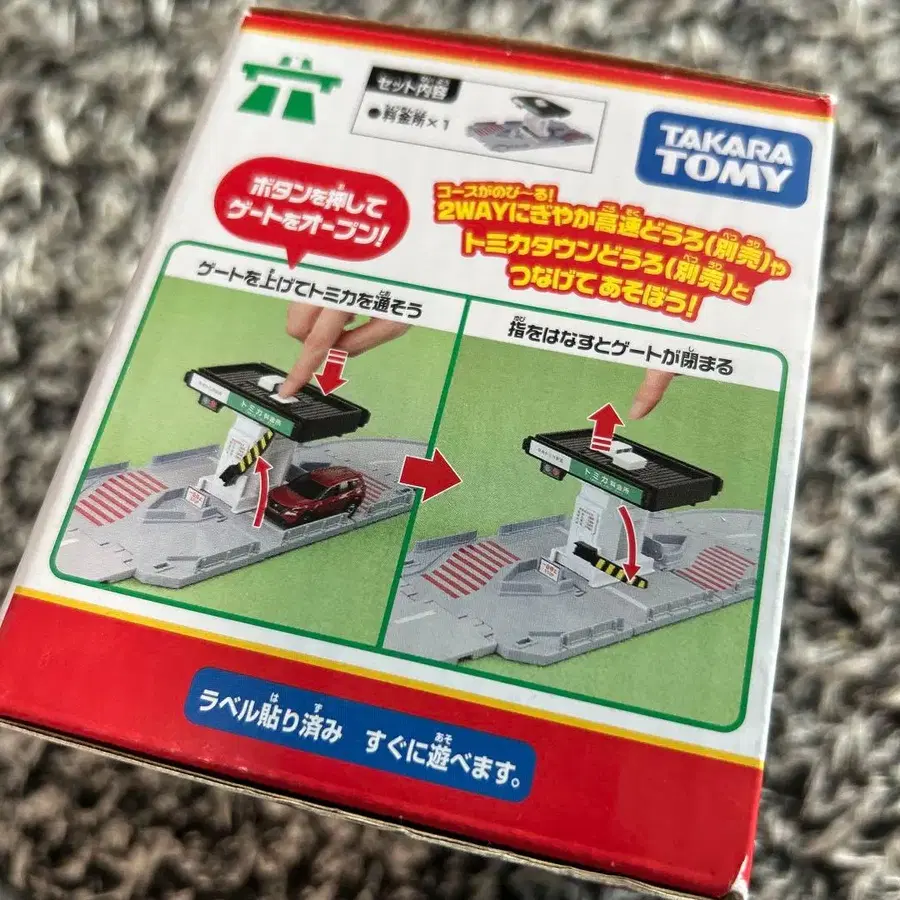 セット内容
●料金所×1
TAKARA
TOMY
ボタンを押して
ゲートをオープン!
コースがのび〜る!
2WAYにぎやか高速どうろ(別売)や
トミカタウンどうろ(別売)と
つなげて あそぼう!
ゲートを上げてトミカを通そう
指をはなすとゲートが閉まる
トミカ料金所
トミカ料金所
ラベル貼り済み すぐに遊べます。